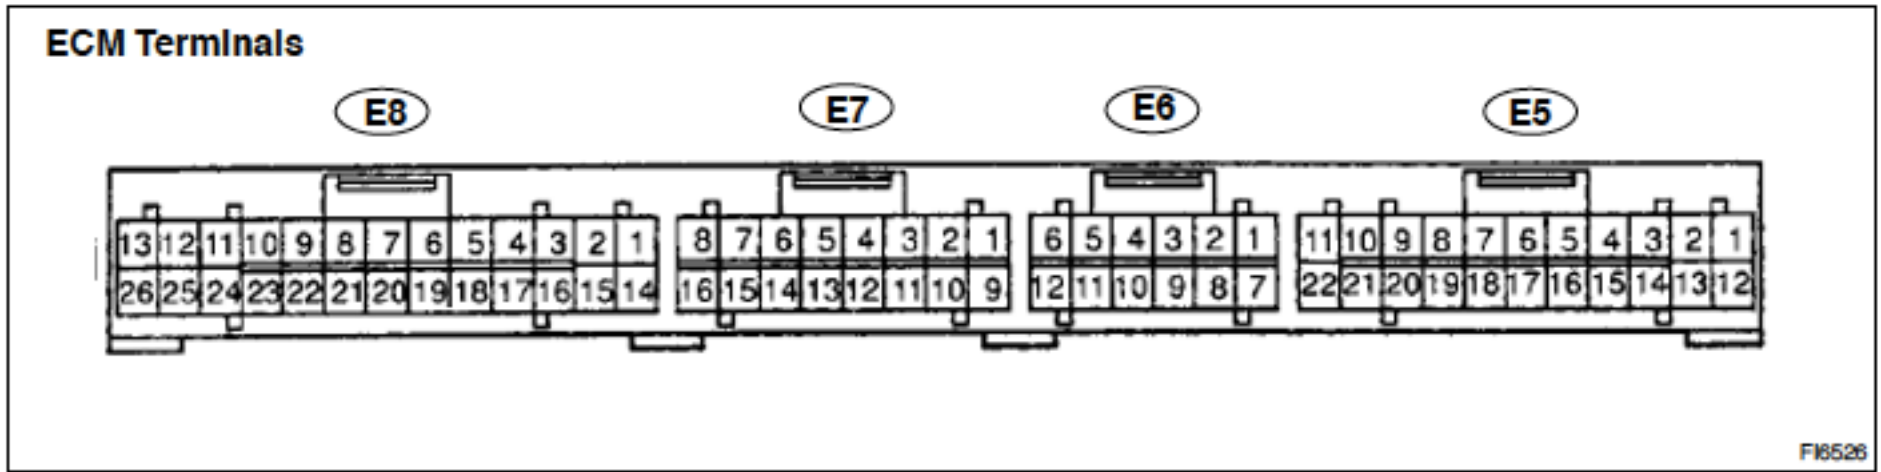 ECM Terminals
E8 E7 E6 E5
13 12 11 10 9 8 7 6 5 4 3 2 1 8 7 6 5 4 3 2 1 6 5 4 3 2 1 11 10 9 8 7 6 5 4 3 2 1
26 25 24 23 22 21 20 19 18 17 16 15 14 16 15 14 13 12 11 10 9 12 11 10 9 8 7 22 21 20 19 18 17 16 15 14 13 12
FI6526